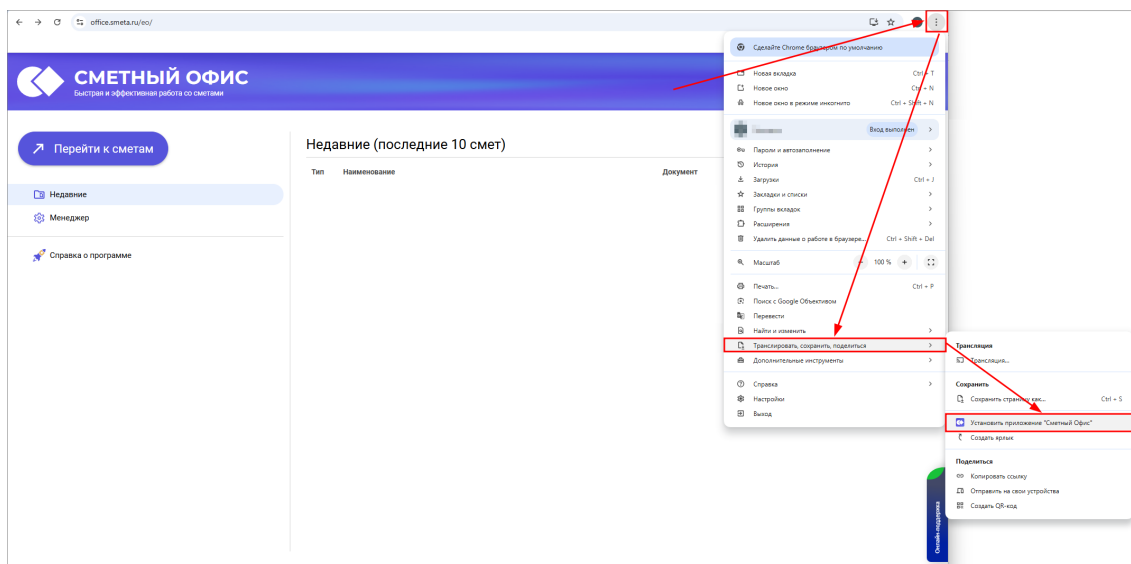 office.smeta.ru/eo/
СМЕТНЫЙ ОФИС
Быстрая и эффективная работа со сметами
Перейти к сметам
Недавние
Менеджер
Справка о программе
Недавние (последние 10 смет)
Тип Наименование Документ
Сделайте Chrome браузером по умолчанию
Новая вкладка Ctrl + T
Новое окно Ctrl + N
Новое окно в режиме инкогнито Ctrl + Shift + N
Вход выполнен
Пароли и автозаполнение
История
Загрузки Ctrl + J
Закладки и списки
Группы вкладок
Расширения
Удалить данные о работе в браузере... Ctrl + Shift + Del
Масштаб − 100 % +
Печать... Ctrl + P
Поиск с Google Объективом
Перевести
Найти и изменить
Транслировать, сохранить, поделиться
Дополнительные инструменты
Справка
Настройки
Выход
Трансляция
Трансляция...
Сохранить
Сохранить страницу как... Ctrl + S
Установить приложение "Сметный Офис"
Создать ярлык
Поделиться
Копировать ссылку
Отправить на свои устройства
Создать QR-код
Онлайн-поддержка